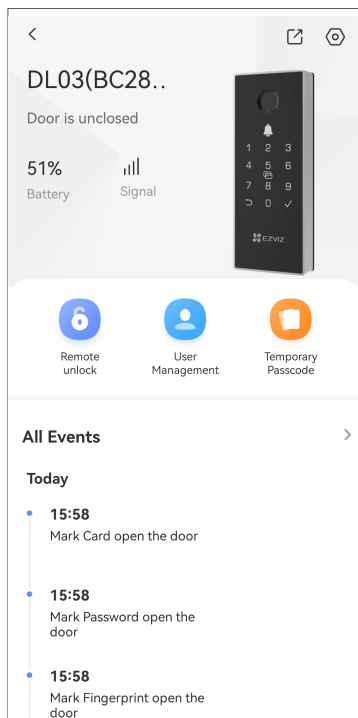 DL03(BC28..
Door is unclosed
51%
Battery
Signal
1 2 3
4 5 6
7 8 9
0
EZVIZ
Remote
unlock
User
Management
Temporary
Passcode
All Events
Today
15:58
Mark Card open the door
15:58
Mark Password open the
door
15:58
Mark Fingerprint open the
door